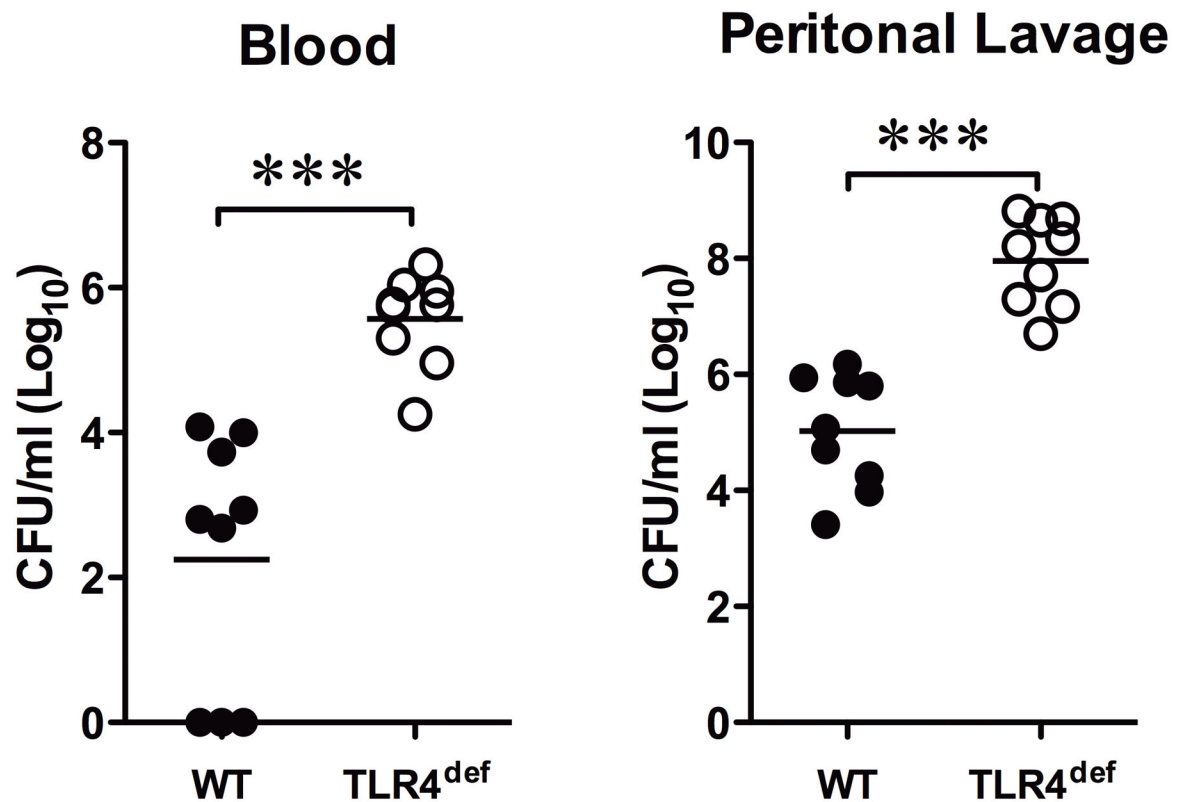 Blood
***
CFU/ml (Log10)
8
6
4
2
0
WT TLR4def
Peritonal Lavage
***
CFU/ml (Log10)
10
8
6
4
2
0
WT TLR4def